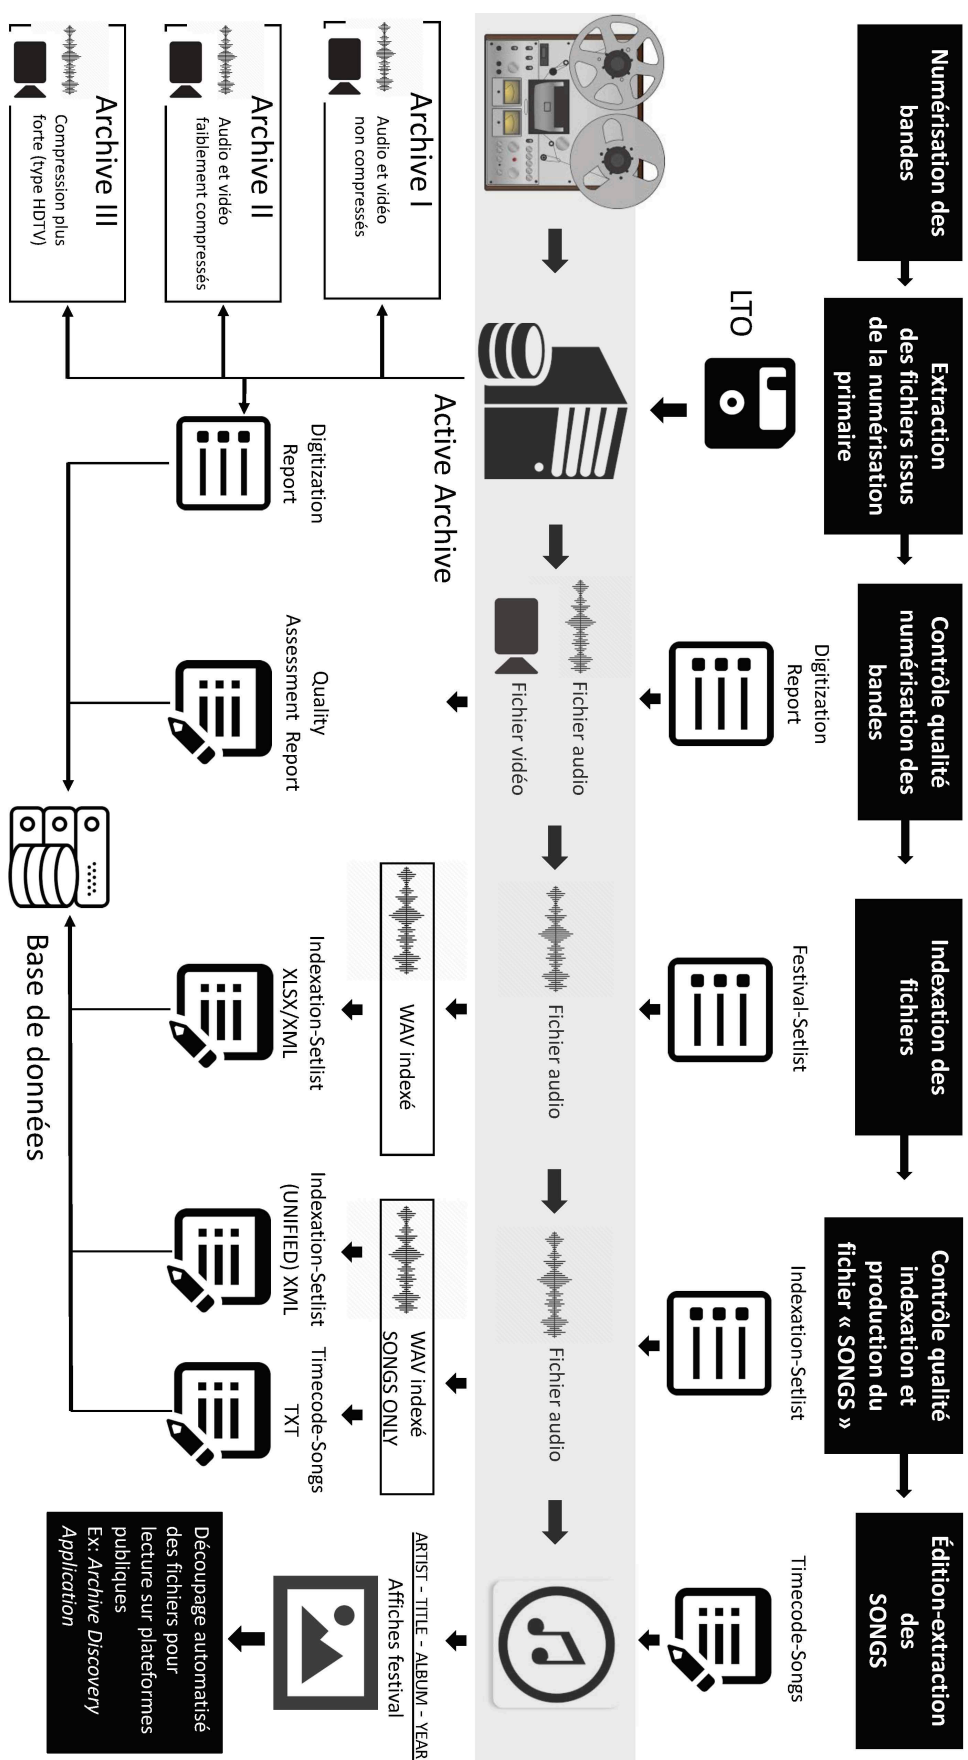 Numérisation des
bandes
Extraction
des fichiers issus
de la numérisation
primaire
Contrôle qualité
numérisation des
bandes
Indexation des
fichiers
Contrôle qualité
indexation et
production du
fichier « SONGS »
Édition-extraction
des
SONGS
LTO
Digitization
Report
Festival-Setlist
Indexation-Setlist
Timecode-Songs
Fichier audio
Fichier vidéo
Fichier audio
Fichier audio
Active Archive
Archive I
Audio et vidéo
non compressés
Archive II
Audio et vidéo
faiblement compressés
Archive III
Compression plus
forte (type HDTV)
Digitization
Report
Quality
Assessment Report
WAV indexé
Indexation-Setlist
XLSX/XML
WAV indexé
SONGS ONLY
Indexation-Setlist
(UNIFIED) XML
Timecode-Songs
TXT
ARTIST - TITLE - ALBUM - YEAR
Affiches festival
Découpage automatisé
des fichiers pour
lecture sur plateformes
publiques
Ex: Archive Discovery
Application
Base de données